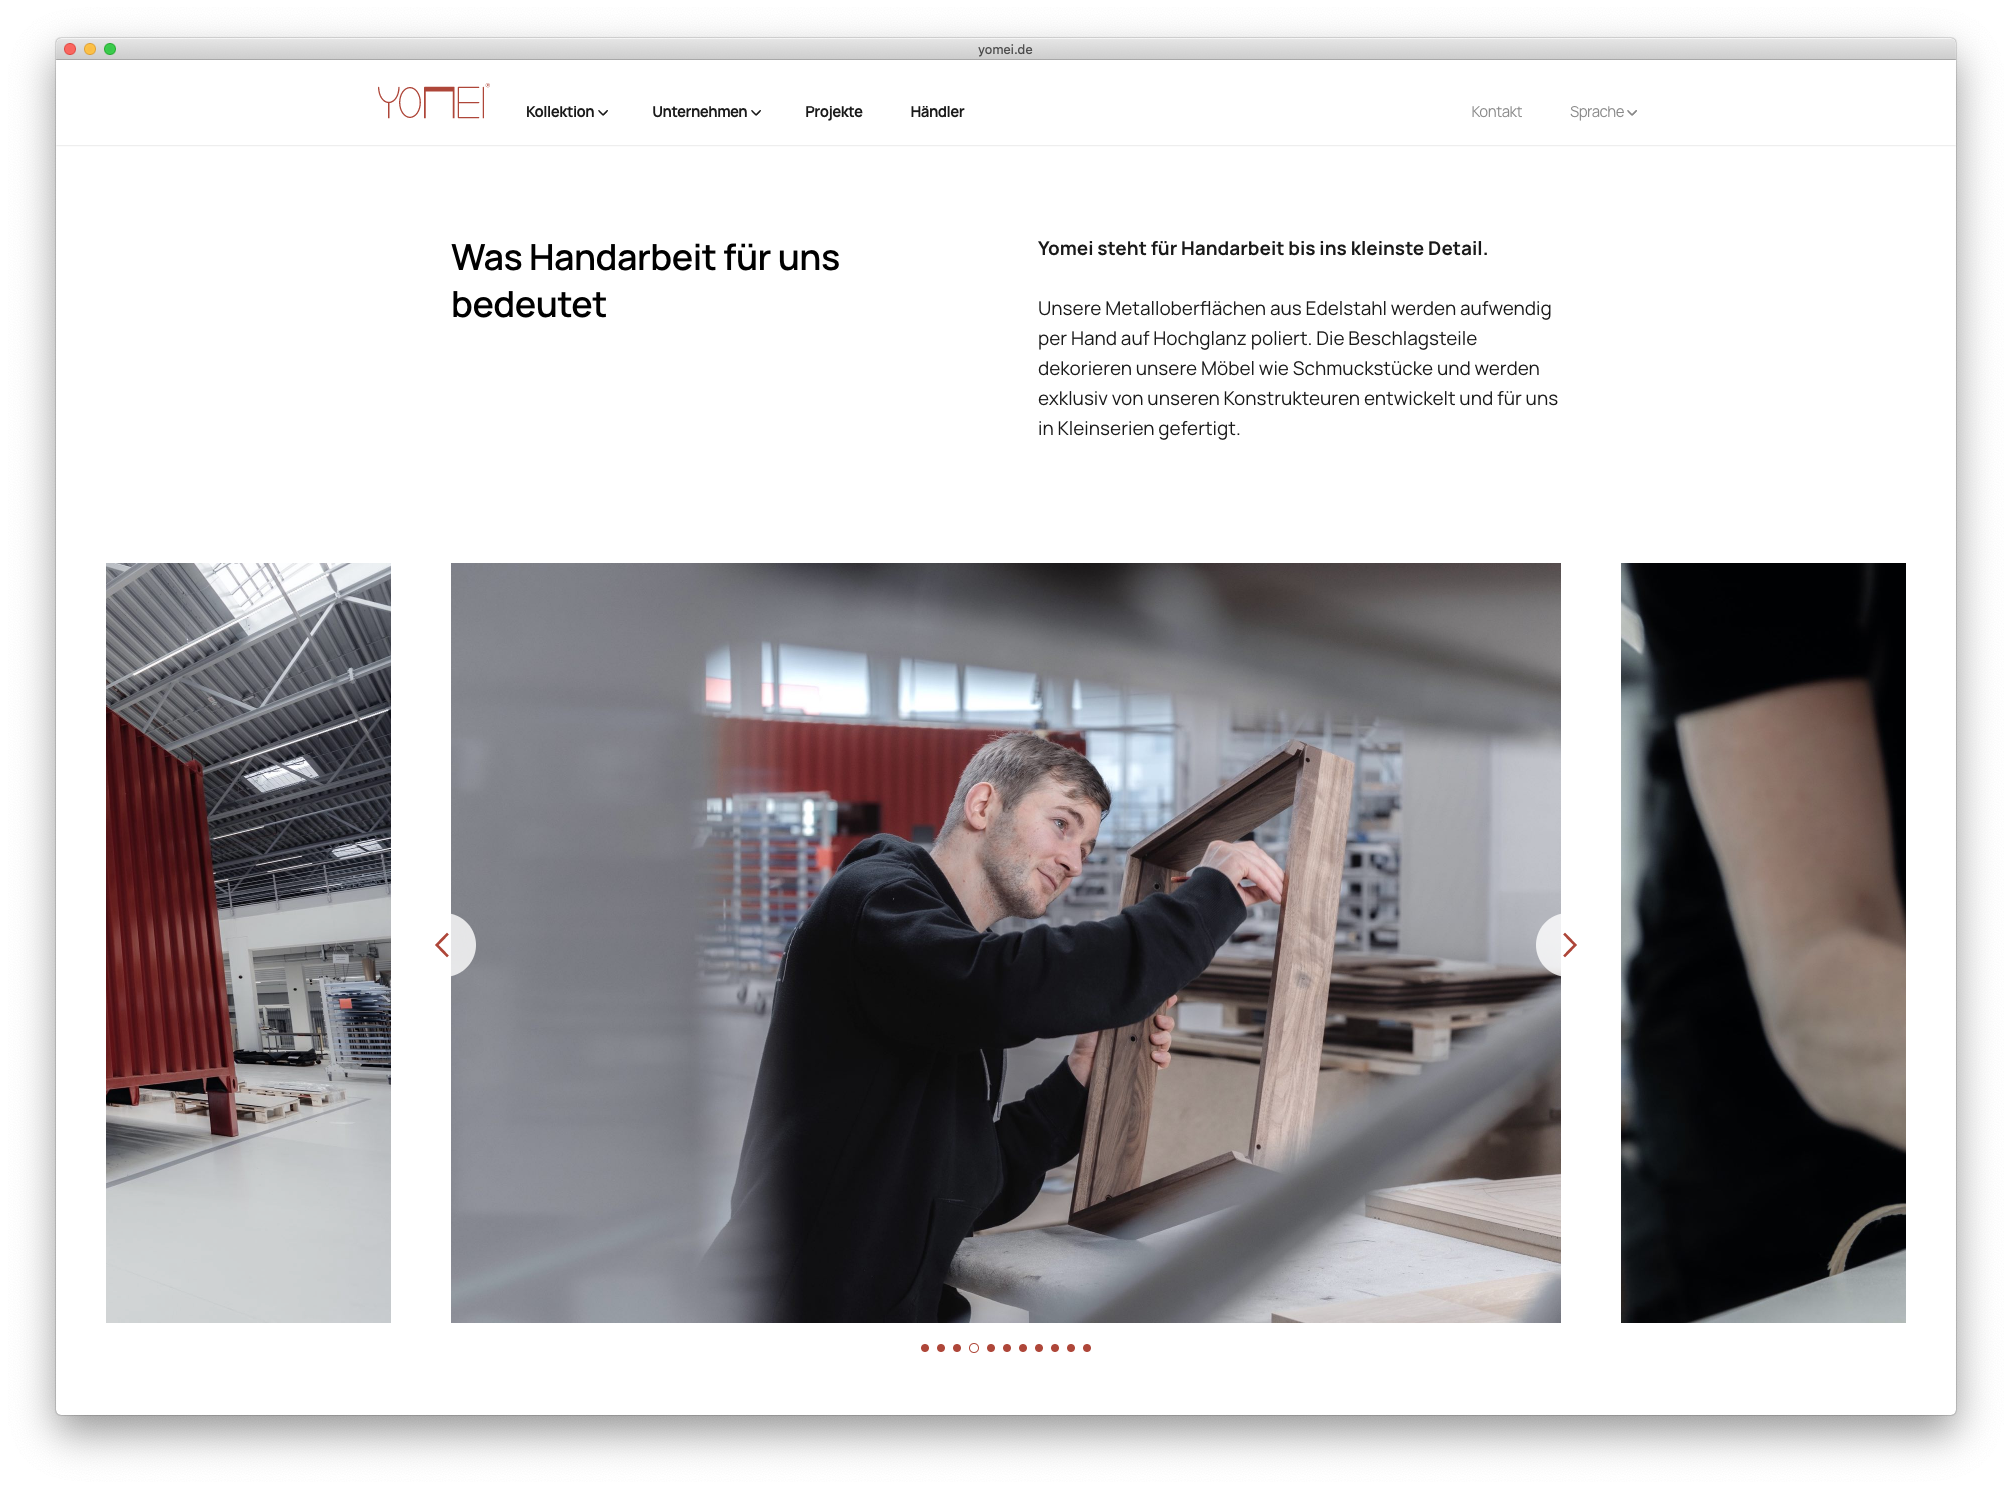 yomei.de
YOMEI®
Kollektion
Unternehmen
Projekte
Händler
Kontakt
Sprache
Was Handarbeit für uns
bedeutet
Yomei steht für Handarbeit bis ins kleinste Detail.
Unsere Metalloberflächen aus Edelstahl werden aufwendig
per Hand auf Hochglanz poliert. Die Beschlagsteile
dekorieren unsere Möbel wie Schmuckstücke und werden
exklusiv von unseren Konstrukteuren entwickelt und für uns
in Kleinserien gefertigt.